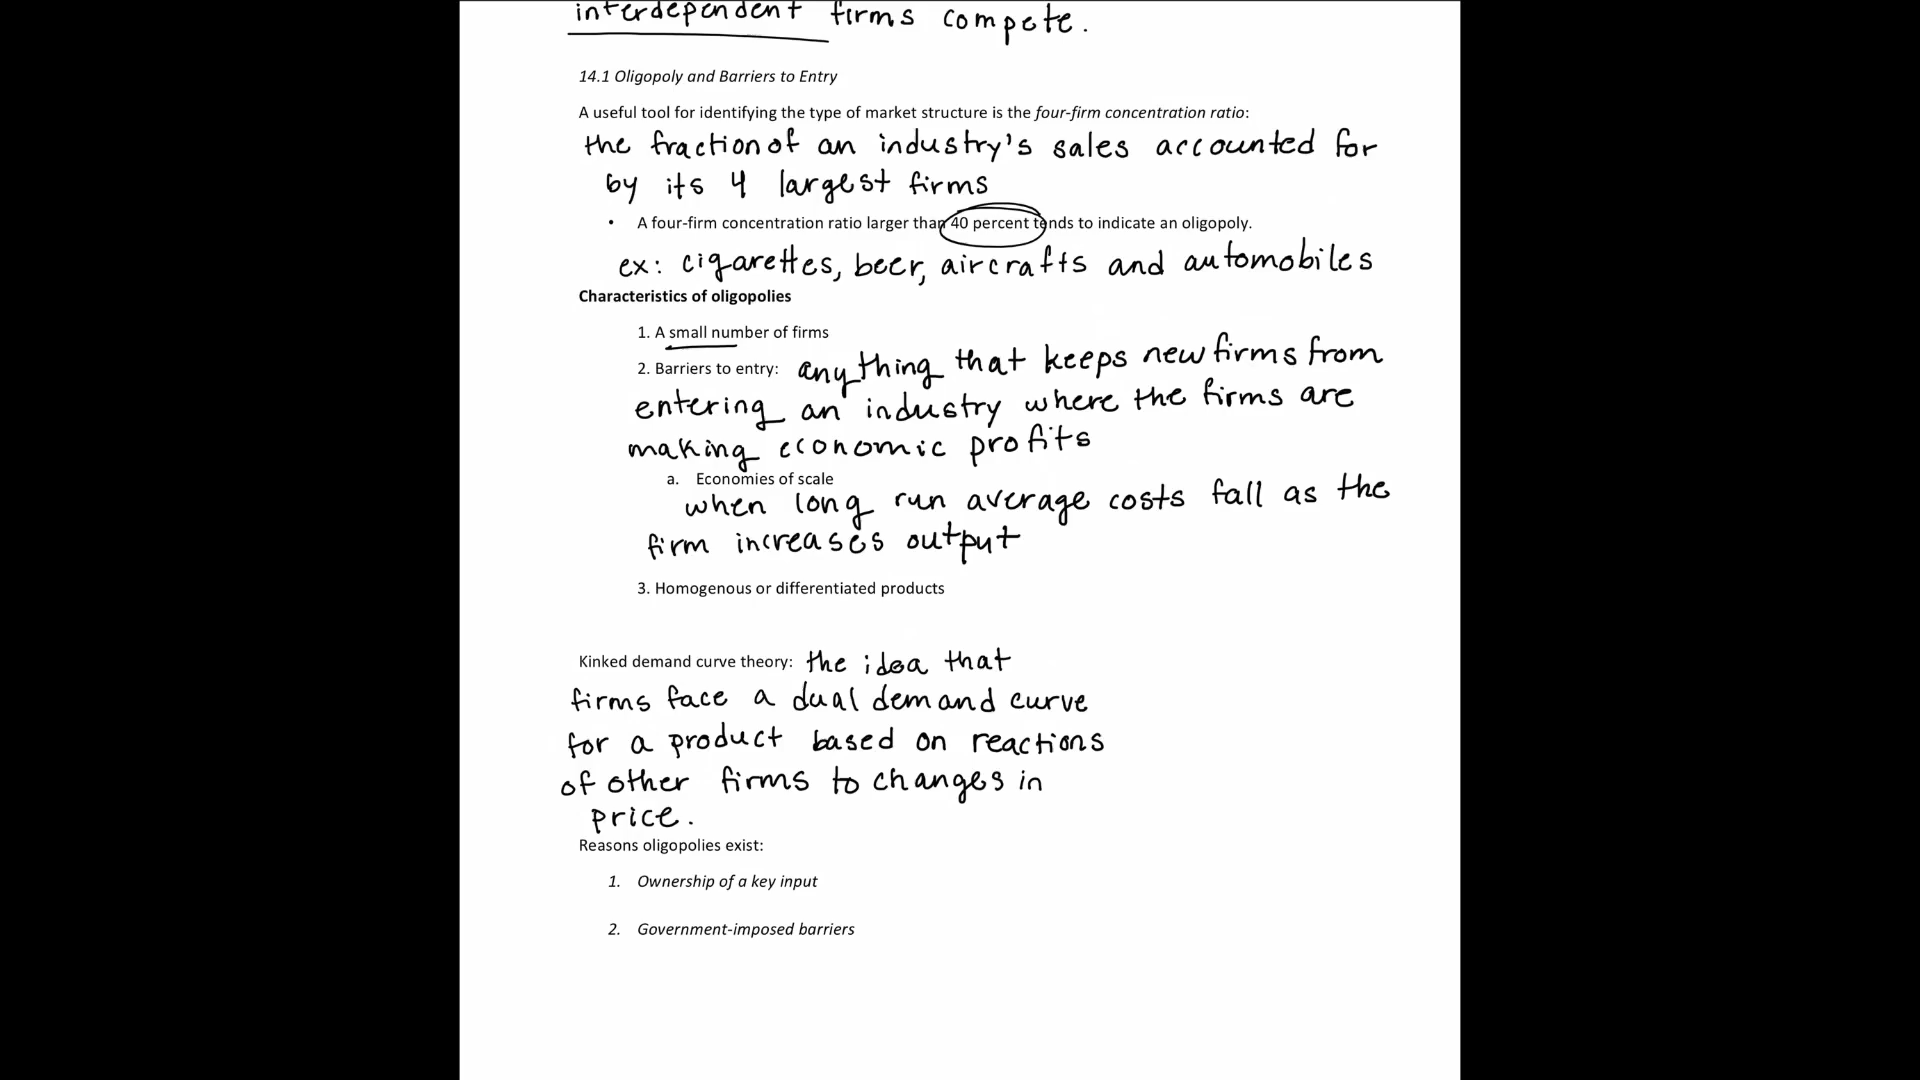 interdependent firms compete.
14.1 Oligopoly and Barriers to Entry
A useful tool for identifying the type of market structure is the four-firm concentration ratio:
the fraction of an industry's sales accounted for
by its 4 largest firms
• A four-firm concentration ratio larger than 40 percent tends to indicate an oligopoly.
ex: cigarettes, beer, aircrafts and automobiles
Characteristics of oligopolies
1. A small number of firms
2. Barriers to entry: anything that keeps new firms from
entering an industry where the firms are
making economic profits
a. Economies of scale
when long run average costs fall as the
firm increases output
3. Homogenous or differentiated products
Kinked demand curve theory: the idea that
firms face a dual demand curve
for a product based on reactions
of other firms to changes in
price.
Reasons oligopolies exist:
1. Ownership of a key input
2. Government-imposed barriers